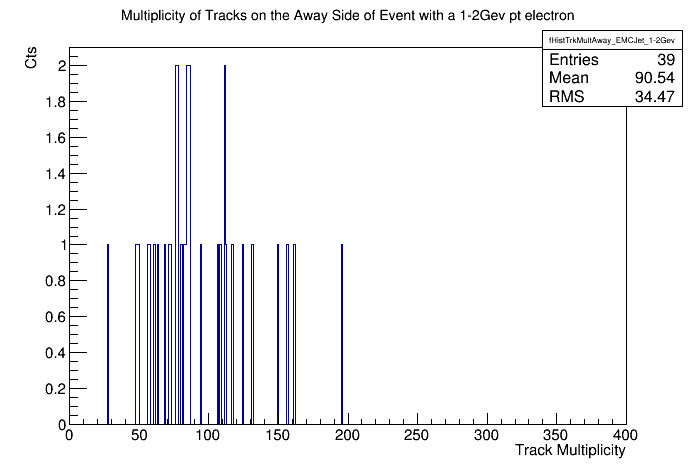 Multiplicity of Tracks on the Away Side of Event with a 1-2Gev pt electron
fHistTrkMultAway_EMCJet_1-2Gev
Entries 39
Mean 90.54
RMS 34.47
Cts
2
1.8
1.6
1.4
1.2
1
0.8
0.6
0.4
0.2
0
0 50 100 150 200 250 300 350 400
Track Multiplicity